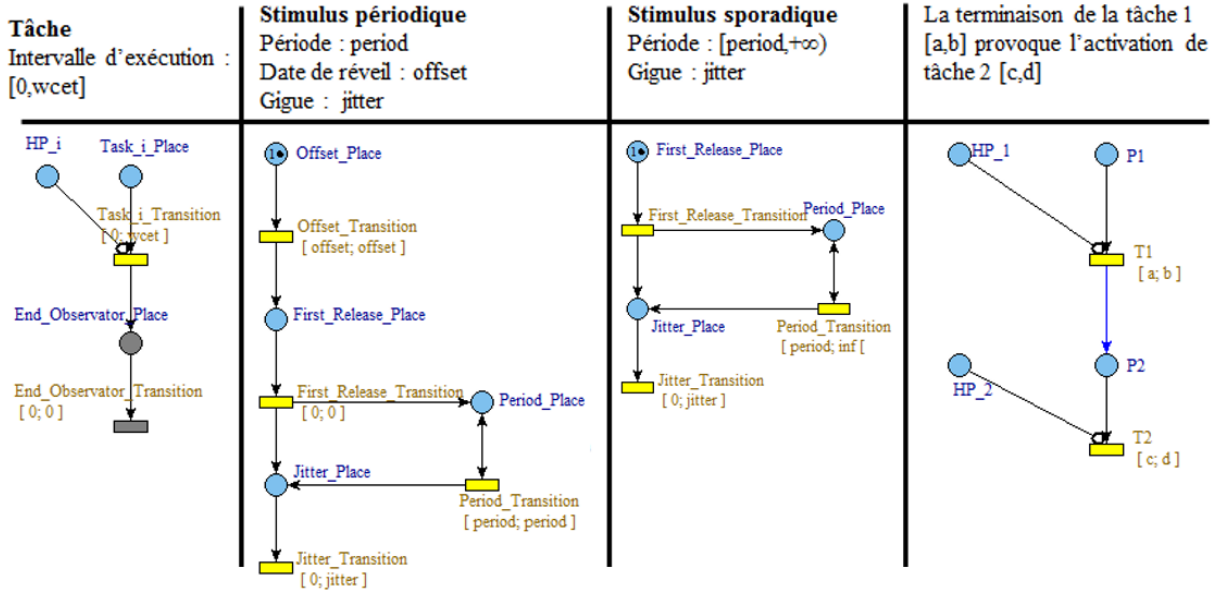 Tâche
Intervalle d'exécution :
[0,wcet]
HP_i
Task_i_Place
Task_i_Transition
[ 0; wcet ]
End_Observator_Place
End_Observator_Transition
[ 0; 0 ]
Stimulus périodique
Période : period
Date de réveil : offset
Gigue : jitter
1
Offset_Place
Offset_Transition
[ offset; offset ]
First_Release_Place
First_Release_Transition
[ 0; 0 ]
Period_Place
Jitter_Place
Period_Transition
[ period; period ]
Jitter_Transition
[ 0; jitter ]
Stimulus sporadique
Période : [period,+∞)
Gigue : jitter
1
First_Release_Place
First_Release_Transition
Period_Place
Jitter_Place
Period_Transition
[ period; inf [
Jitter_Transition
[ 0; jitter ]
La terminaison de la tâche 1
[a,b] provoque l'activation de
tâche 2 [c,d]
HP_1
P1
T1
[ a; b ]
P2
HP_2
T2
[ c; d ]